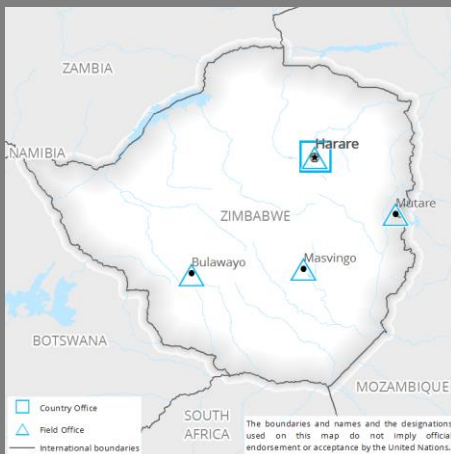 ZAMBIA
Harare
NAMIBIA
ZIMBABWE
Mutare
Bulawayo
Masvingo
BOTSWANA
MOZAMBIQUE
SOUTH
AFRICA
Country Office
Field Office
International boundaries
The boundaries and names and the designations
used on this map do not imply official
endorsement or acceptance by the United Nations.